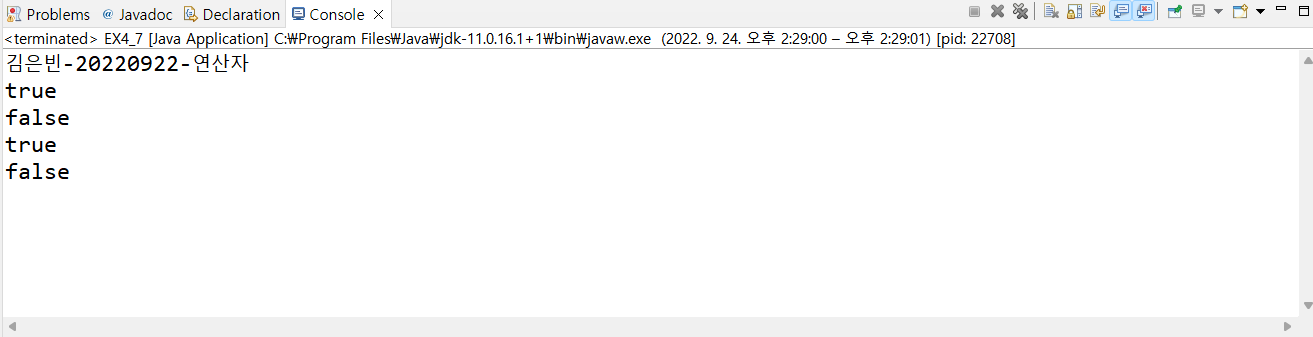 Problems @ Javadoc Declaration Console
<terminated> EX4_7 [Java Application] C:₩Program Files₩Java₩jdk-11.0.16.1+1₩bin₩javaw.exe (2022. 9. 24. 오후 2:29:00 – 오후 2:29:01) [pid: 22708]
김은빈-20220922-연산자
true
false
true
false